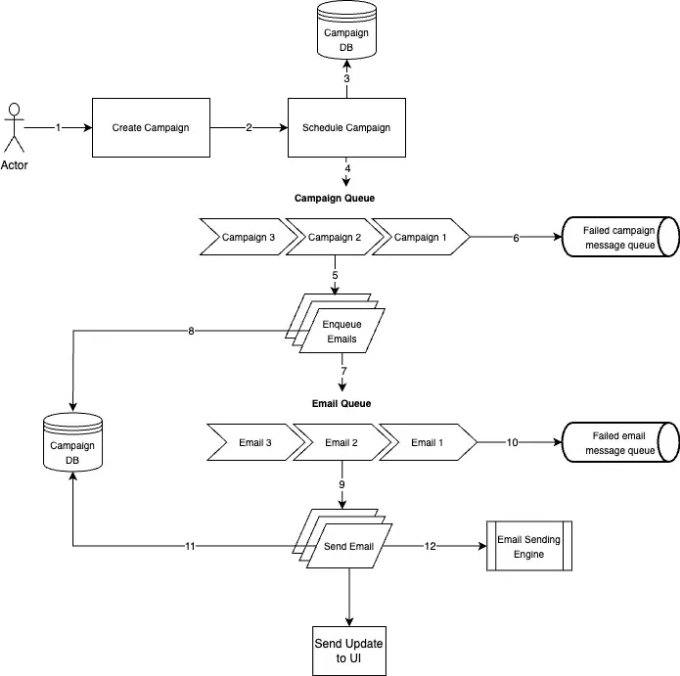 Campaign
DB
3
1
Create Campaign
2
Schedule Campaign
Actor
4
Campaign Queue
Campaign 3
Campaign 2
Campaign 1
6
Failed campaign
message queue
5
Enqueue
Emails
8
7
Email Queue
Campaign
DB
Email 3
Email 2
Email 1
10
Failed email
message queue
9
11
Send Email
12
Email Sending
Engine
Send Update
to UI